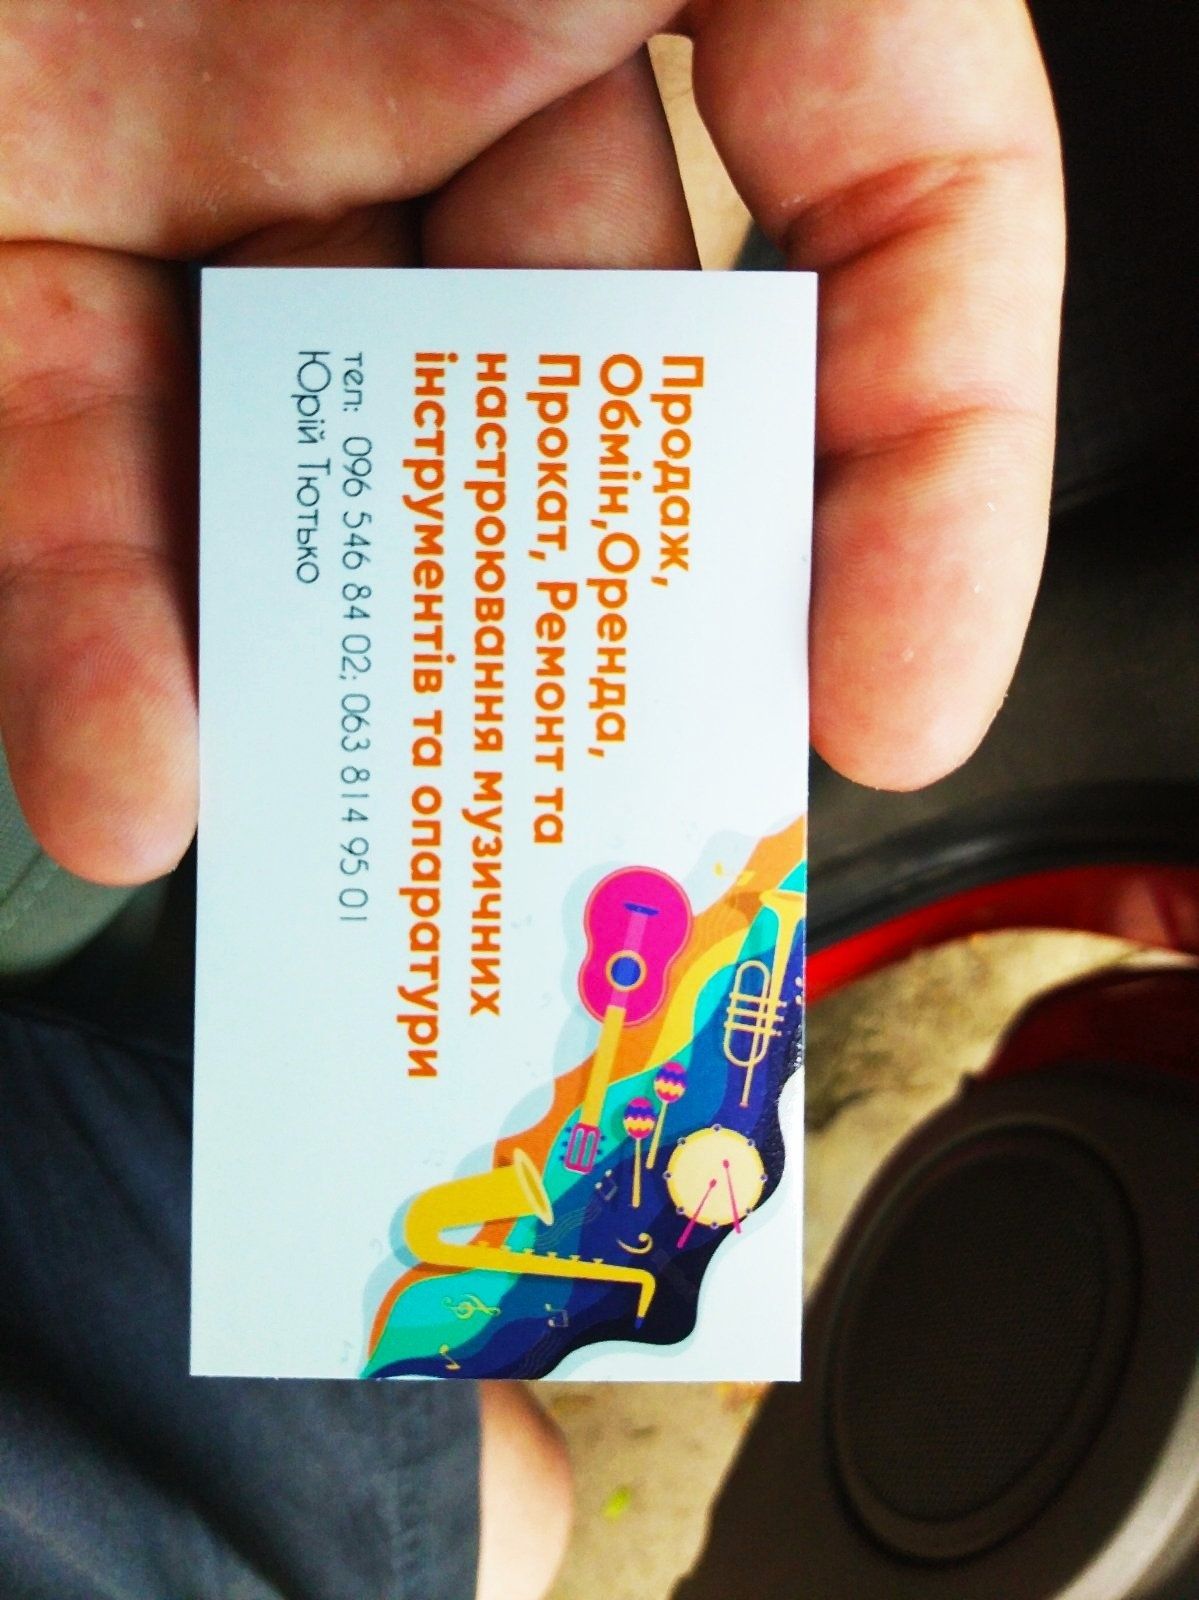 Продаж,
Обмін,Оренда,
Прокат, Ремонт та
настроювання музичних
інструментів та опаратури
тел: 096 546 84 02; 063 814 95 01
Юрій Тютько